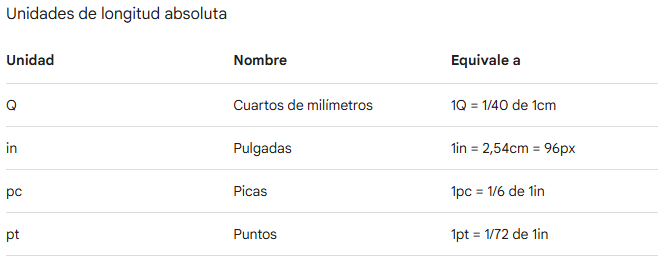 Unidades de longitud absoluta
Unidad Nombre Equivale a
Q Cuartos de milímetros 1Q = 1/40 de 1cm
in Pulgadas 1in = 2,54cm = 96px
pc Picas 1pc = 1/6 de 1in
pt Puntos 1pt = 1/72 de 1in